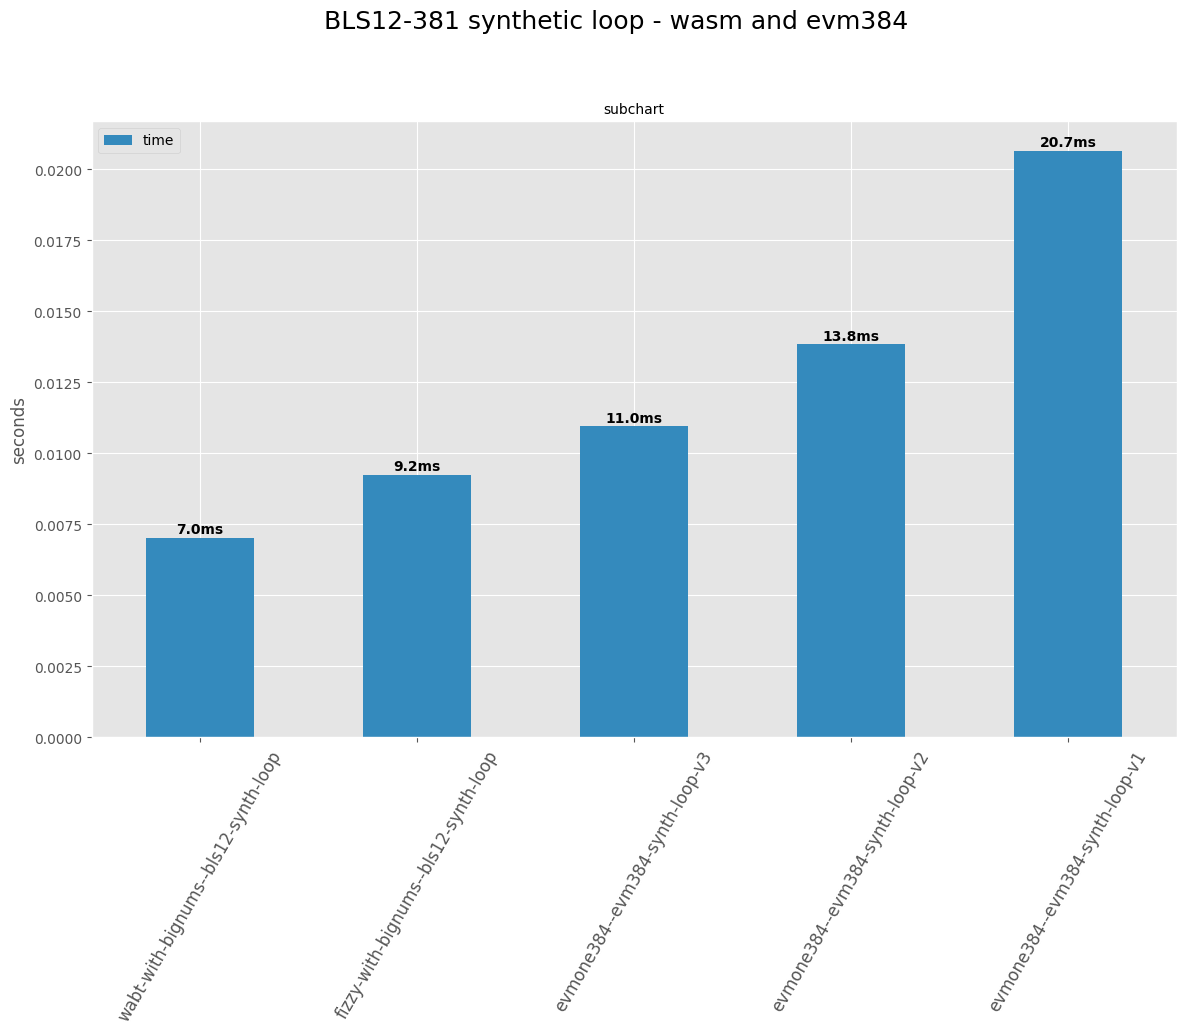 BLS12-381 synthetic loop - wasm and evm384
subchart
time
20.7ms
13.8ms
11.0ms
9.2ms
7.0ms
0.0200
0.0175
0.0150
0.0125
0.0100
0.0075
0.0050
0.0025
0.0000
seconds
wabt-with-bignums--bls12-synth-loop
fizzy-with-bignums--bls12-synth-loop
evmone384--evm384-synth-loop-v3
evmone384--evm384-synth-loop-v2
evmone384--evm384-synth-loop-v1